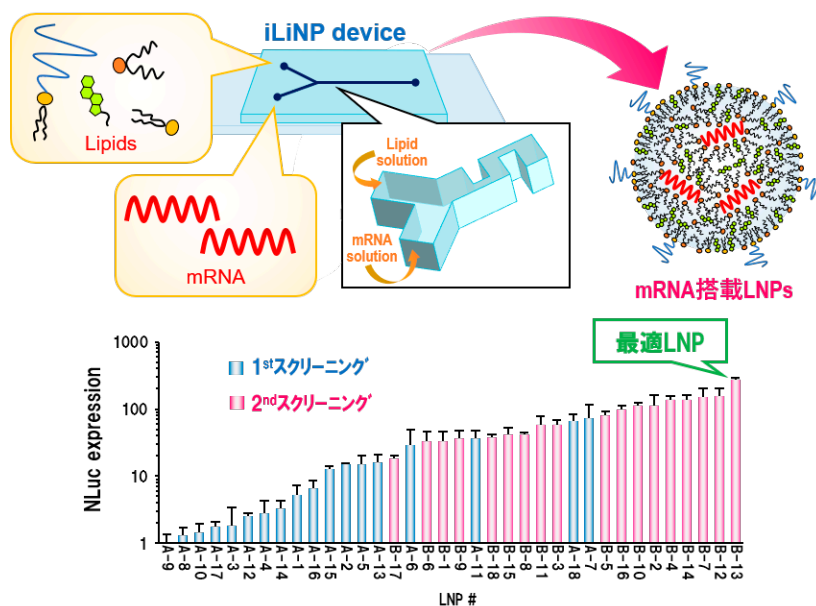 iLiNP device
Lipids
Lipid
solution
mRNA
solution
mRNA
mRNA搭載LNPs
最適LNP
1stスクリーニング
2ndスクリーニング
NLuc expression
1000
100
10
1
A-9
A-8
A-10
A-17
A-3
A-12
A-4
A-14
A-1
A-16
A-15
A-2
A-5
A-13
B-17
A-6
B-6
B-1
B-9
A-11
B-18
B-15
B-8
B-11
B-3
A-18
A-7
B-5
B-16
B-10
B-2
B-4
B-14
B-7
B-12
B-13
LNP #